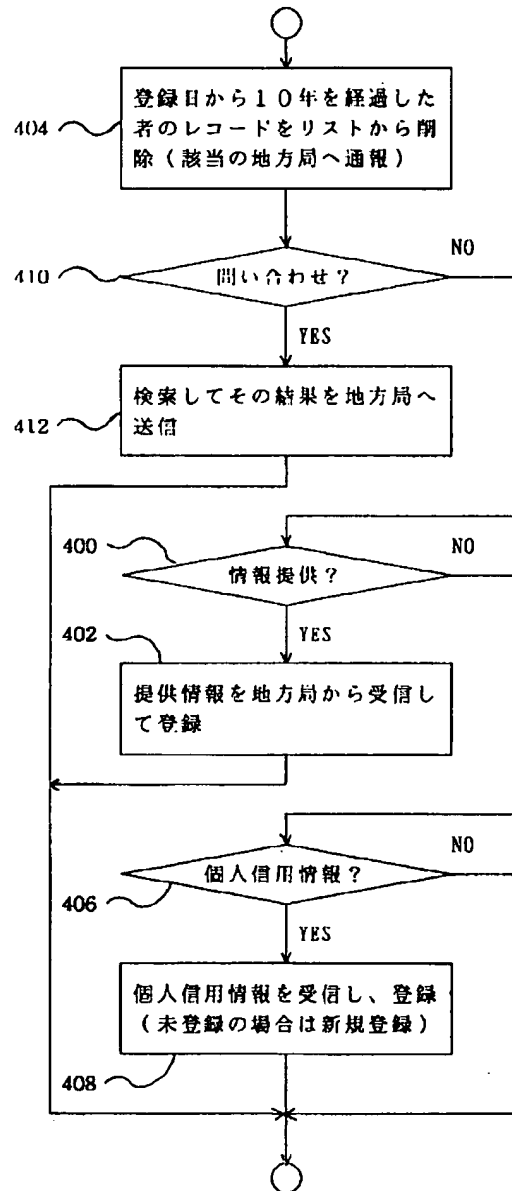 404
登録日から１０年を経過した
者のレコードをリストから削
除（該当の地方局へ通報）
410
問い合わせ？
NO
YES
412
検索してその結果を地方局へ
送信
400
情報提供？
NO
YES
402
提供情報を地方局から受信し
て登録
406
個人信用情報？
NO
YES
408
個人信用情報を受信し、登録
（未登録の場合は新規登録）